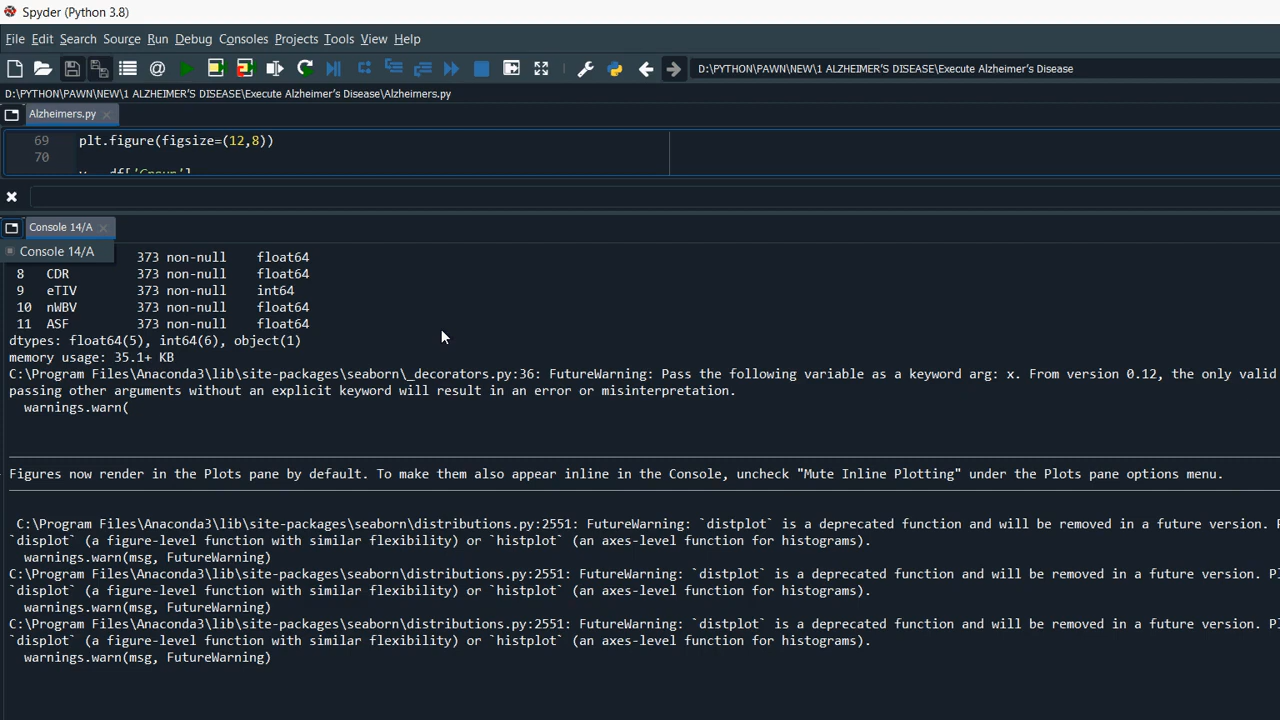 Spyder (Python 3.8)
File Edit Search Source Run Debug Consoles Projects Tools View Help
D:\PYTHON\PAWN\NEW\1 ALZHEIMER'S DISEASE\Execute Alzheimer's Disease
D:\PYTHON\PAWN\NEW\1 ALZHEIMER'S DISEASE\Execute Alzheimer's Disease\Alzheimers.py
Alzheimers.py
69 plt.figure(figsize=(12,8))
70
Console 14/A
Console 14/A
373 non-null float64
8 CDR 373 non-null float64
9 eTIV 373 non-null int64
10 nWBV 373 non-null float64
11 ASF 373 non-null float64
dtypes: float64(5), int64(6), object(1)
memory usage: 35.1+ KB
C:\Program Files\Anaconda3\lib\site-packages\seaborn\_decorators.py:36: FutureWarning: Pass the following variable as a keyword arg: x. From version 0.12, the only valid
passing other arguments without an explicit keyword will result in an error or misinterpretation.
warnings.warn(
Figures now render in the Plots pane by default. To make them also appear inline in the Console, uncheck "Mute Inline Plotting" under the Plots pane options menu.
C:\Program Files\Anaconda3\lib\site-packages\seaborn\distributions.py:2551: FutureWarning: `distplot` is a deprecated function and will be removed in a future version.
`displot` (a figure-level function with similar flexibility) or `histplot` (an axes-level function for histograms).
warnings.warn(msg, FutureWarning)
C:\Program Files\Anaconda3\lib\site-packages\seaborn\distributions.py:2551: FutureWarning: `distplot` is a deprecated function and will be removed in a future version. Pl
`displot` (a figure-level function with similar flexibility) or `histplot` (an axes-level function for histograms).
warnings.warn(msg, FutureWarning)
C:\Program Files\Anaconda3\lib\site-packages\seaborn\distributions.py:2551: FutureWarning: `distplot` is a deprecated function and will be removed in a future version. Pl
`displot` (a figure-level function with similar flexibility) or `histplot` (an axes-level function for histograms).
warnings.warn(msg, FutureWarning)